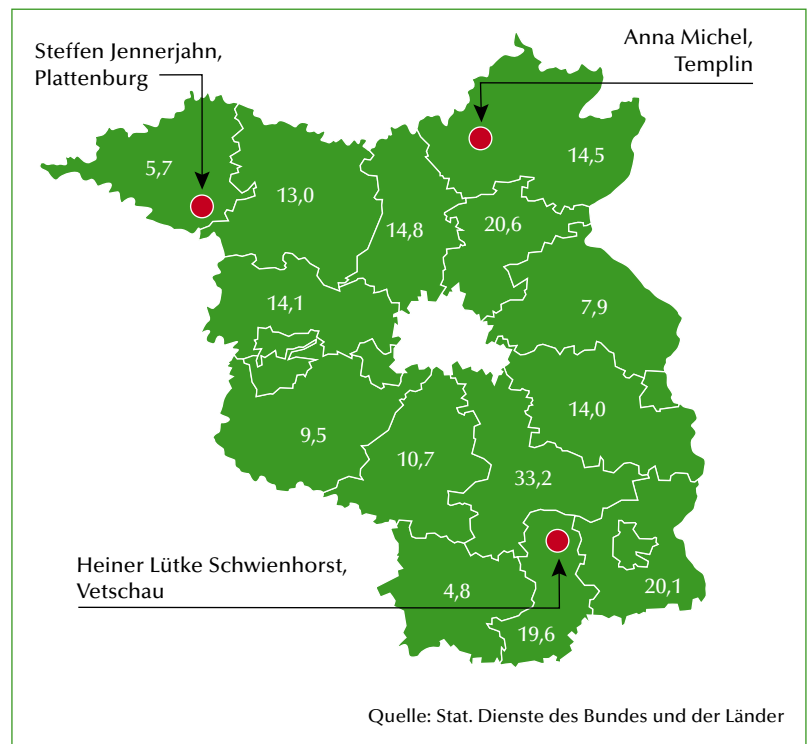 Steffen Jennerjahn,
Plattenburg
Anna Michel,
Templin
5,7
13,0
14,8
14,5
20,6
14,1
7,9
9,5
10,7
14,0
33,2
Heiner Lütke Schwienhorst,
Vetschau
4,8
19,6
20,1
Quelle: Stat. Dienste des Bundes und der Länder